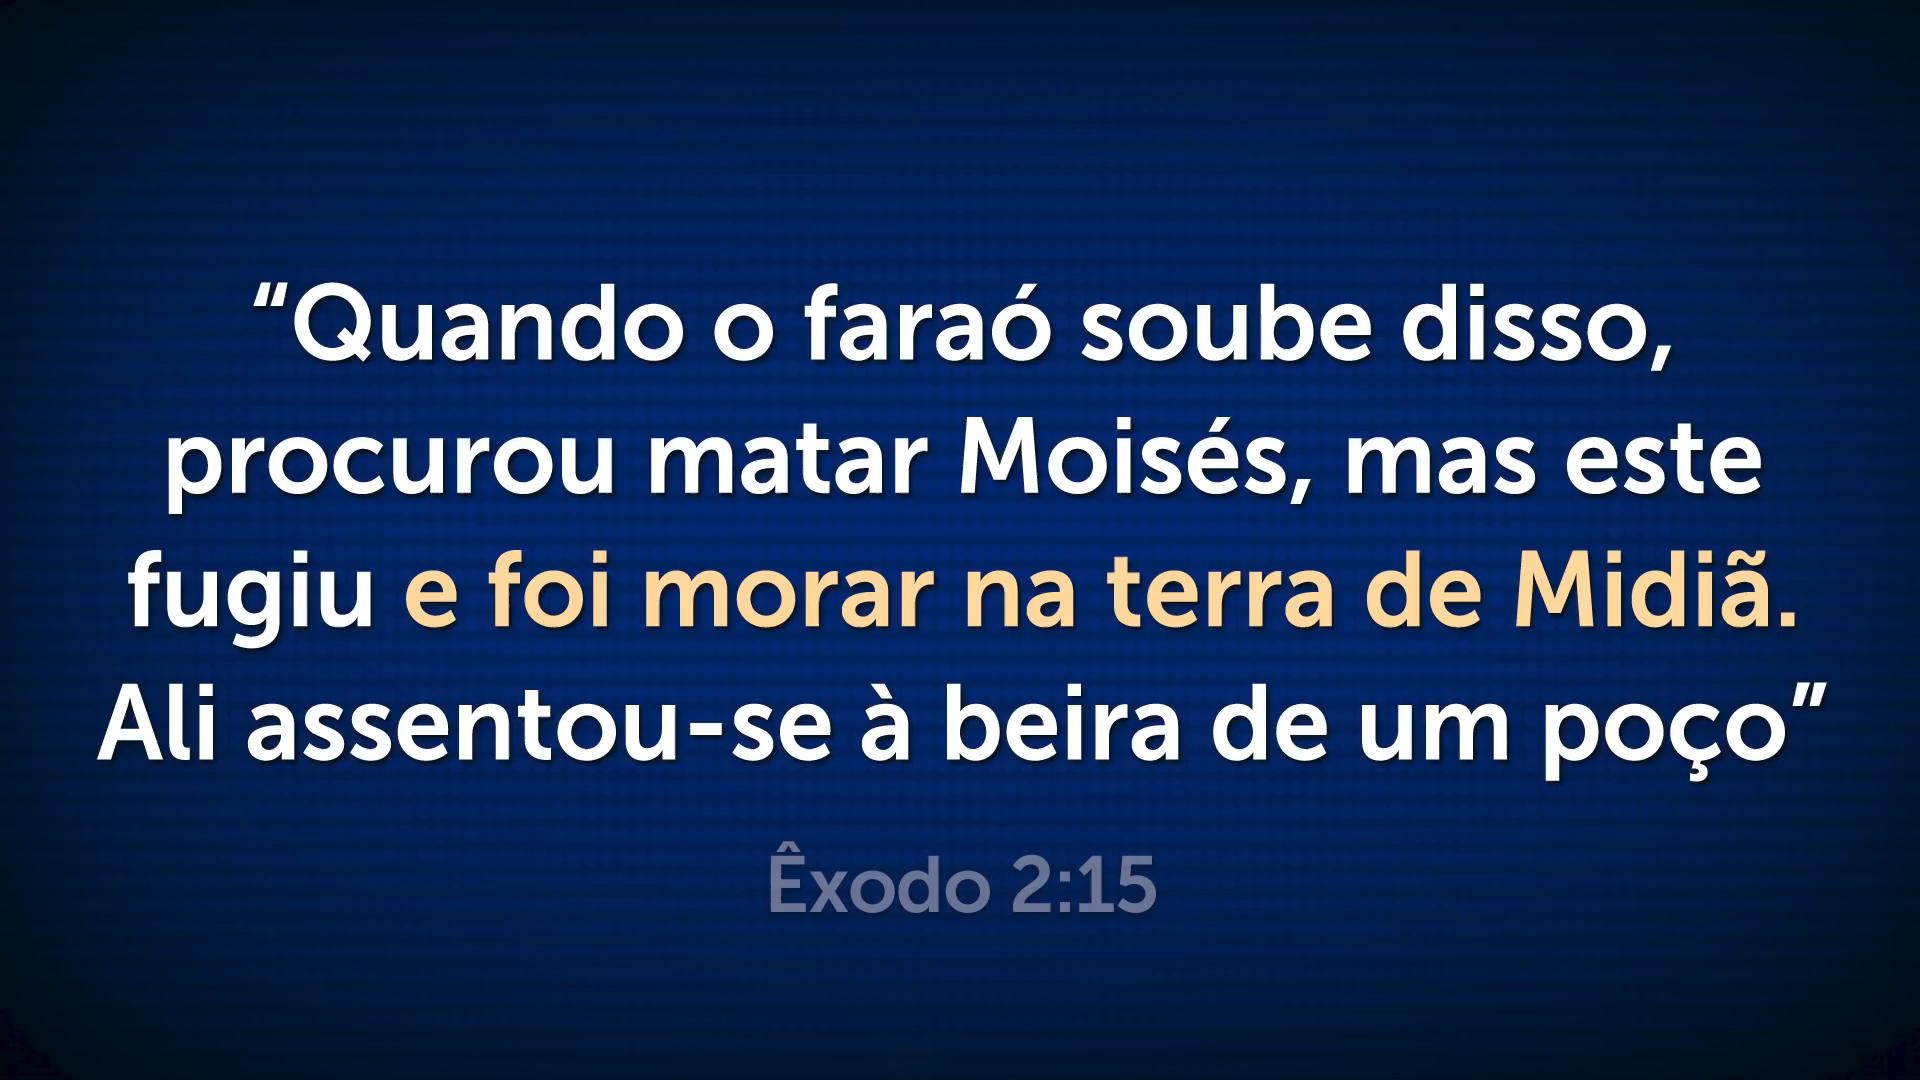 “Quando o faraó soube disso,
procurou matar Moisés, mas este
fugiu e foi morar na terra de Midiã.
Ali assentou-se à beira de um poço”
Êxodo 2:15